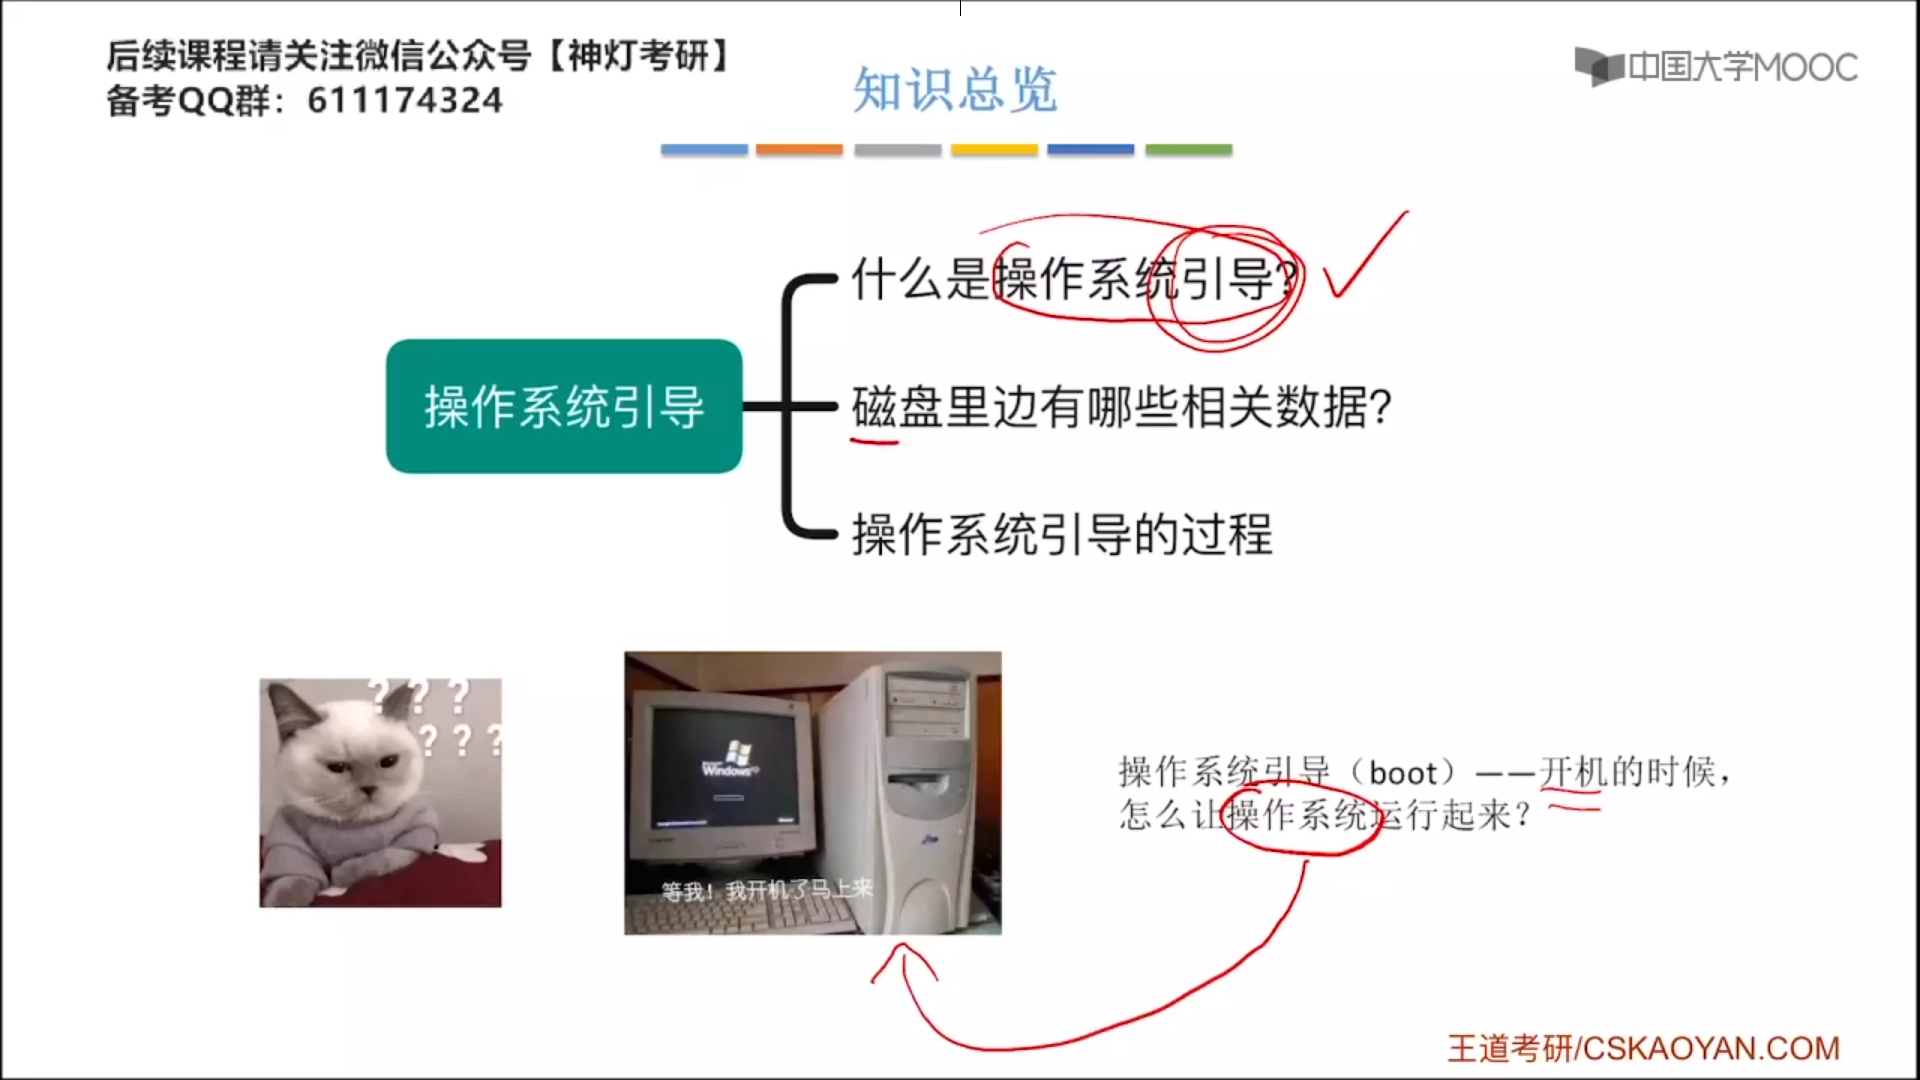 后续课程请关注微信公众号【神灯考研】
备考QQ群：611174324
知识总览
中国大学MOOC
什么是操作系统引导?
操作系统引导
磁盘里边有哪些相关数据?
操作系统引导的过程
? ? ?
? ? ?
Windows
等我！我开机了马上来
操作系统引导（boot）——开机的时候，
怎么让操作系统运行起来？
王道考研/CSKAOYAN.COM